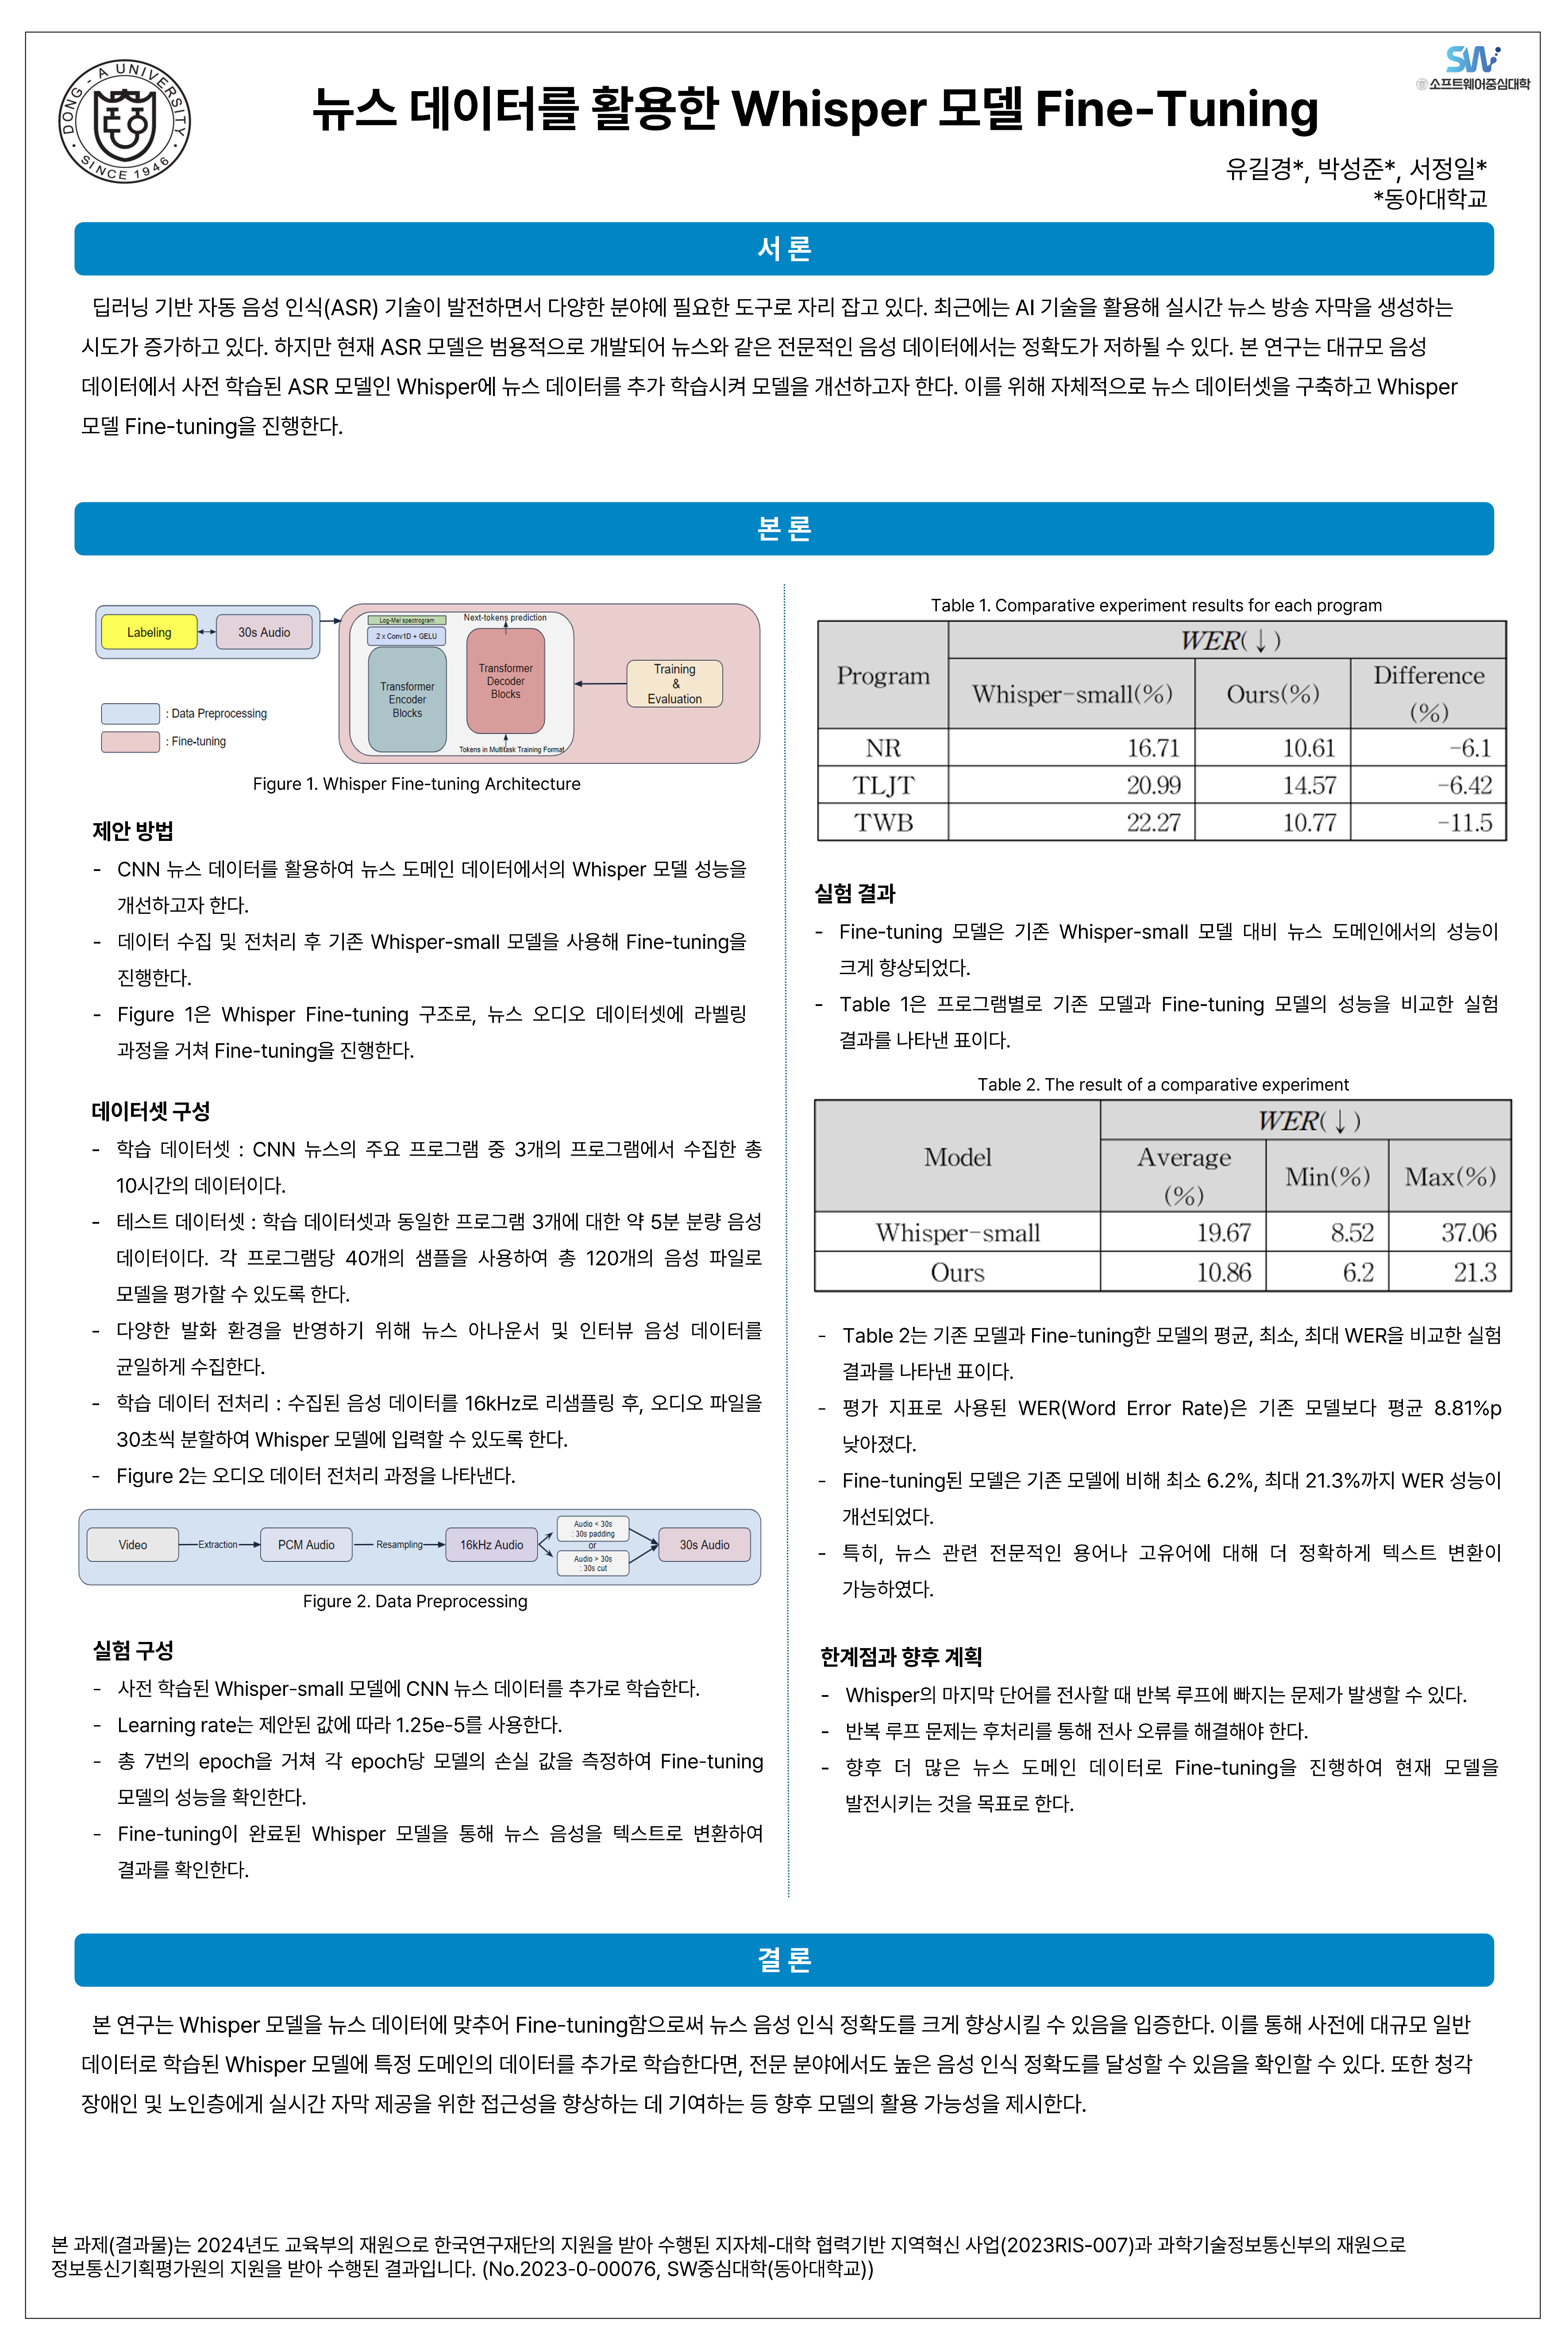 DONG - A UNIVERSITY
• SINCE 1946 •
SW
소프트웨어중심대학
뉴스 데이터를 활용한 Whisper 모델 Fine-Tuning
유길경*, 박성준*, 서정일*
*동아대학교
서 론
딥러닝 기반 자동 음성 인식(ASR) 기술이 발전하면서 다양한 분야에 필요한 도구로 자리 잡고 있다. 최근에는 AI 기술을 활용해 실시간 뉴스 방송 자막을 생성하는
시도가 증가하고 있다. 하지만 현재 ASR 모델은 범용적으로 개발되어 뉴스와 같은 전문적인 음성 데이터에서는 정확도가 저하될 수 있다. 본 연구는 대규모 음성
데이터에서 사전 학습된 ASR 모델인 Whisper에 뉴스 데이터를 추가 학습시켜 모델을 개선하고자 한다. 이를 위해 자체적으로 뉴스 데이터셋을 구축하고 Whisper
모델 Fine-tuning을 진행한다.
본 론
Labeling
30s Audio
: Data Preprocessing
: Fine-tuning
Log-Mel spectrogram
2 x Conv1D + GELU
Transformer
Encoder
Blocks
Next-tokens prediction
Transformer
Decoder
Blocks
Tokens in Multitask Training Format
Training
&
Evaluation
Figure 1. Whisper Fine-tuning Architecture
제안 방법
- CNN 뉴스 데이터를 활용하여 뉴스 도메인 데이터에서의 Whisper 모델 성능을
개선하고자 한다.
- 데이터 수집 및 전처리 후 기존 Whisper-small 모델을 사용해 Fine-tuning을
진행한다.
- Figure 1은 Whisper Fine-tuning 구조로, 뉴스 오디오 데이터셋에 라벨링
과정을 거쳐 Fine-tuning을 진행한다.
데이터셋 구성
- 학습 데이터셋 : CNN 뉴스의 주요 프로그램 중 3개의 프로그램에서 수집한 총
10시간의 데이터이다.
- 테스트 데이터셋 : 학습 데이터셋과 동일한 프로그램 3개에 대한 약 5분 분량 음성
데이터이다. 각 프로그램당 40개의 샘플을 사용하여 총 120개의 음성 파일로
모델을 평가할 수 있도록 한다.
- 다양한 발화 환경을 반영하기 위해 뉴스 아나운서 및 인터뷰 음성 데이터를
균일하게 수집한다.
- 학습 데이터 전처리 : 수집된 음성 데이터를 16kHz로 리샘플링 후, 오디오 파일을
30초씩 분할하여 Whisper 모델에 입력할 수 있도록 한다.
- Figure 2는 오디오 데이터 전처리 과정을 나타낸다.
Video
Extraction
PCM Audio
Resampling
16kHz Audio
Audio < 30s
: 30s padding
or
Audio > 30s
: 30s cut
30s Audio
Figure 2. Data Preprocessing
실험 구성
- 사전 학습된 Whisper-small 모델에 CNN 뉴스 데이터를 추가로 학습한다.
- Learning rate는 제안된 값에 따라 1.25e-5를 사용한다.
- 총 7번의 epoch을 거쳐 각 epoch당 모델의 손실 값을 측정하여 Fine-tuning
모델의 성능을 확인한다.
- Fine-tuning이 완료된 Whisper 모델을 통해 뉴스 음성을 텍스트로 변환하여
결과를 확인한다.
Table 1. Comparative experiment results for each program
Program WER(↓)
Whisper-small(%) Ours(%) Difference
(%)
NR 16.71 10.61 -6.1
TLJT 20.99 14.57 -6.42
TWB 22.27 10.77 -11.5
실험 결과
- Fine-tuning 모델은 기존 Whisper-small 모델 대비 뉴스 도메인에서의 성능이
크게 향상되었다.
- Table 1은 프로그램별로 기존 모델과 Fine-tuning 모델의 성능을 비교한 실험
결과를 나타낸 표이다.
Table 2. The result of a comparative experiment
Model WER(↓)
Average
(%) Min(%) Max(%)
Whisper-small 19.67 8.52 37.06
Ours 10.86 6.2 21.3
- Table 2는 기존 모델과 Fine-tuning한 모델의 평균, 최소, 최대 WER을 비교한 실험
결과를 나타낸 표이다.
- 평가 지표로 사용된 WER(Word Error Rate)은 기존 모델보다 평균 8.81%p
낮아졌다.
- Fine-tuning된 모델은 기존 모델에 비해 최소 6.2%, 최대 21.3%까지 WER 성능이
개선되었다.
- 특히, 뉴스 관련 전문적인 용어나 고유어에 대해 더 정확하게 텍스트 변환이
가능하였다.
한계점과 향후 계획
- Whisper의 마지막 단어를 전사할 때 반복 루프에 빠지는 문제가 발생할 수 있다.
- 반복 루프 문제는 후처리를 통해 전사 오류를 해결해야 한다.
- 향후 더 많은 뉴스 도메인 데이터로 Fine-tuning을 진행하여 현재 모델을
발전시키는 것을 목표로 한다.
결 론
본 연구는 Whisper 모델을 뉴스 데이터에 맞추어 Fine-tuning함으로써 뉴스 음성 인식 정확도를 크게 향상시킬 수 있음을 입증한다. 이를 통해 사전에 대규모 일반
데이터로 학습된 Whisper 모델에 특정 도메인의 데이터를 추가로 학습한다면, 전문 분야에서도 높은 음성 인식 정확도를 달성할 수 있음을 확인할 수 있다. 또한 청각
장애인 및 노인층에게 실시간 자막 제공을 위한 접근성을 향상하는 데 기여하는 등 향후 모델의 활용 가능성을 제시한다.
본 과제(결과물)는 2024년도 교육부의 재원으로 한국연구재단의 지원을 받아 수행된 지자체-대학 협력기반 지역혁신 사업(2023RIS-007)과 과학기술정보통신부의 재원으로
정보통신기획평가원의 지원을 받아 수행된 결과입니다. (No.2023-0-00076, SW중심대학(동아대학교))